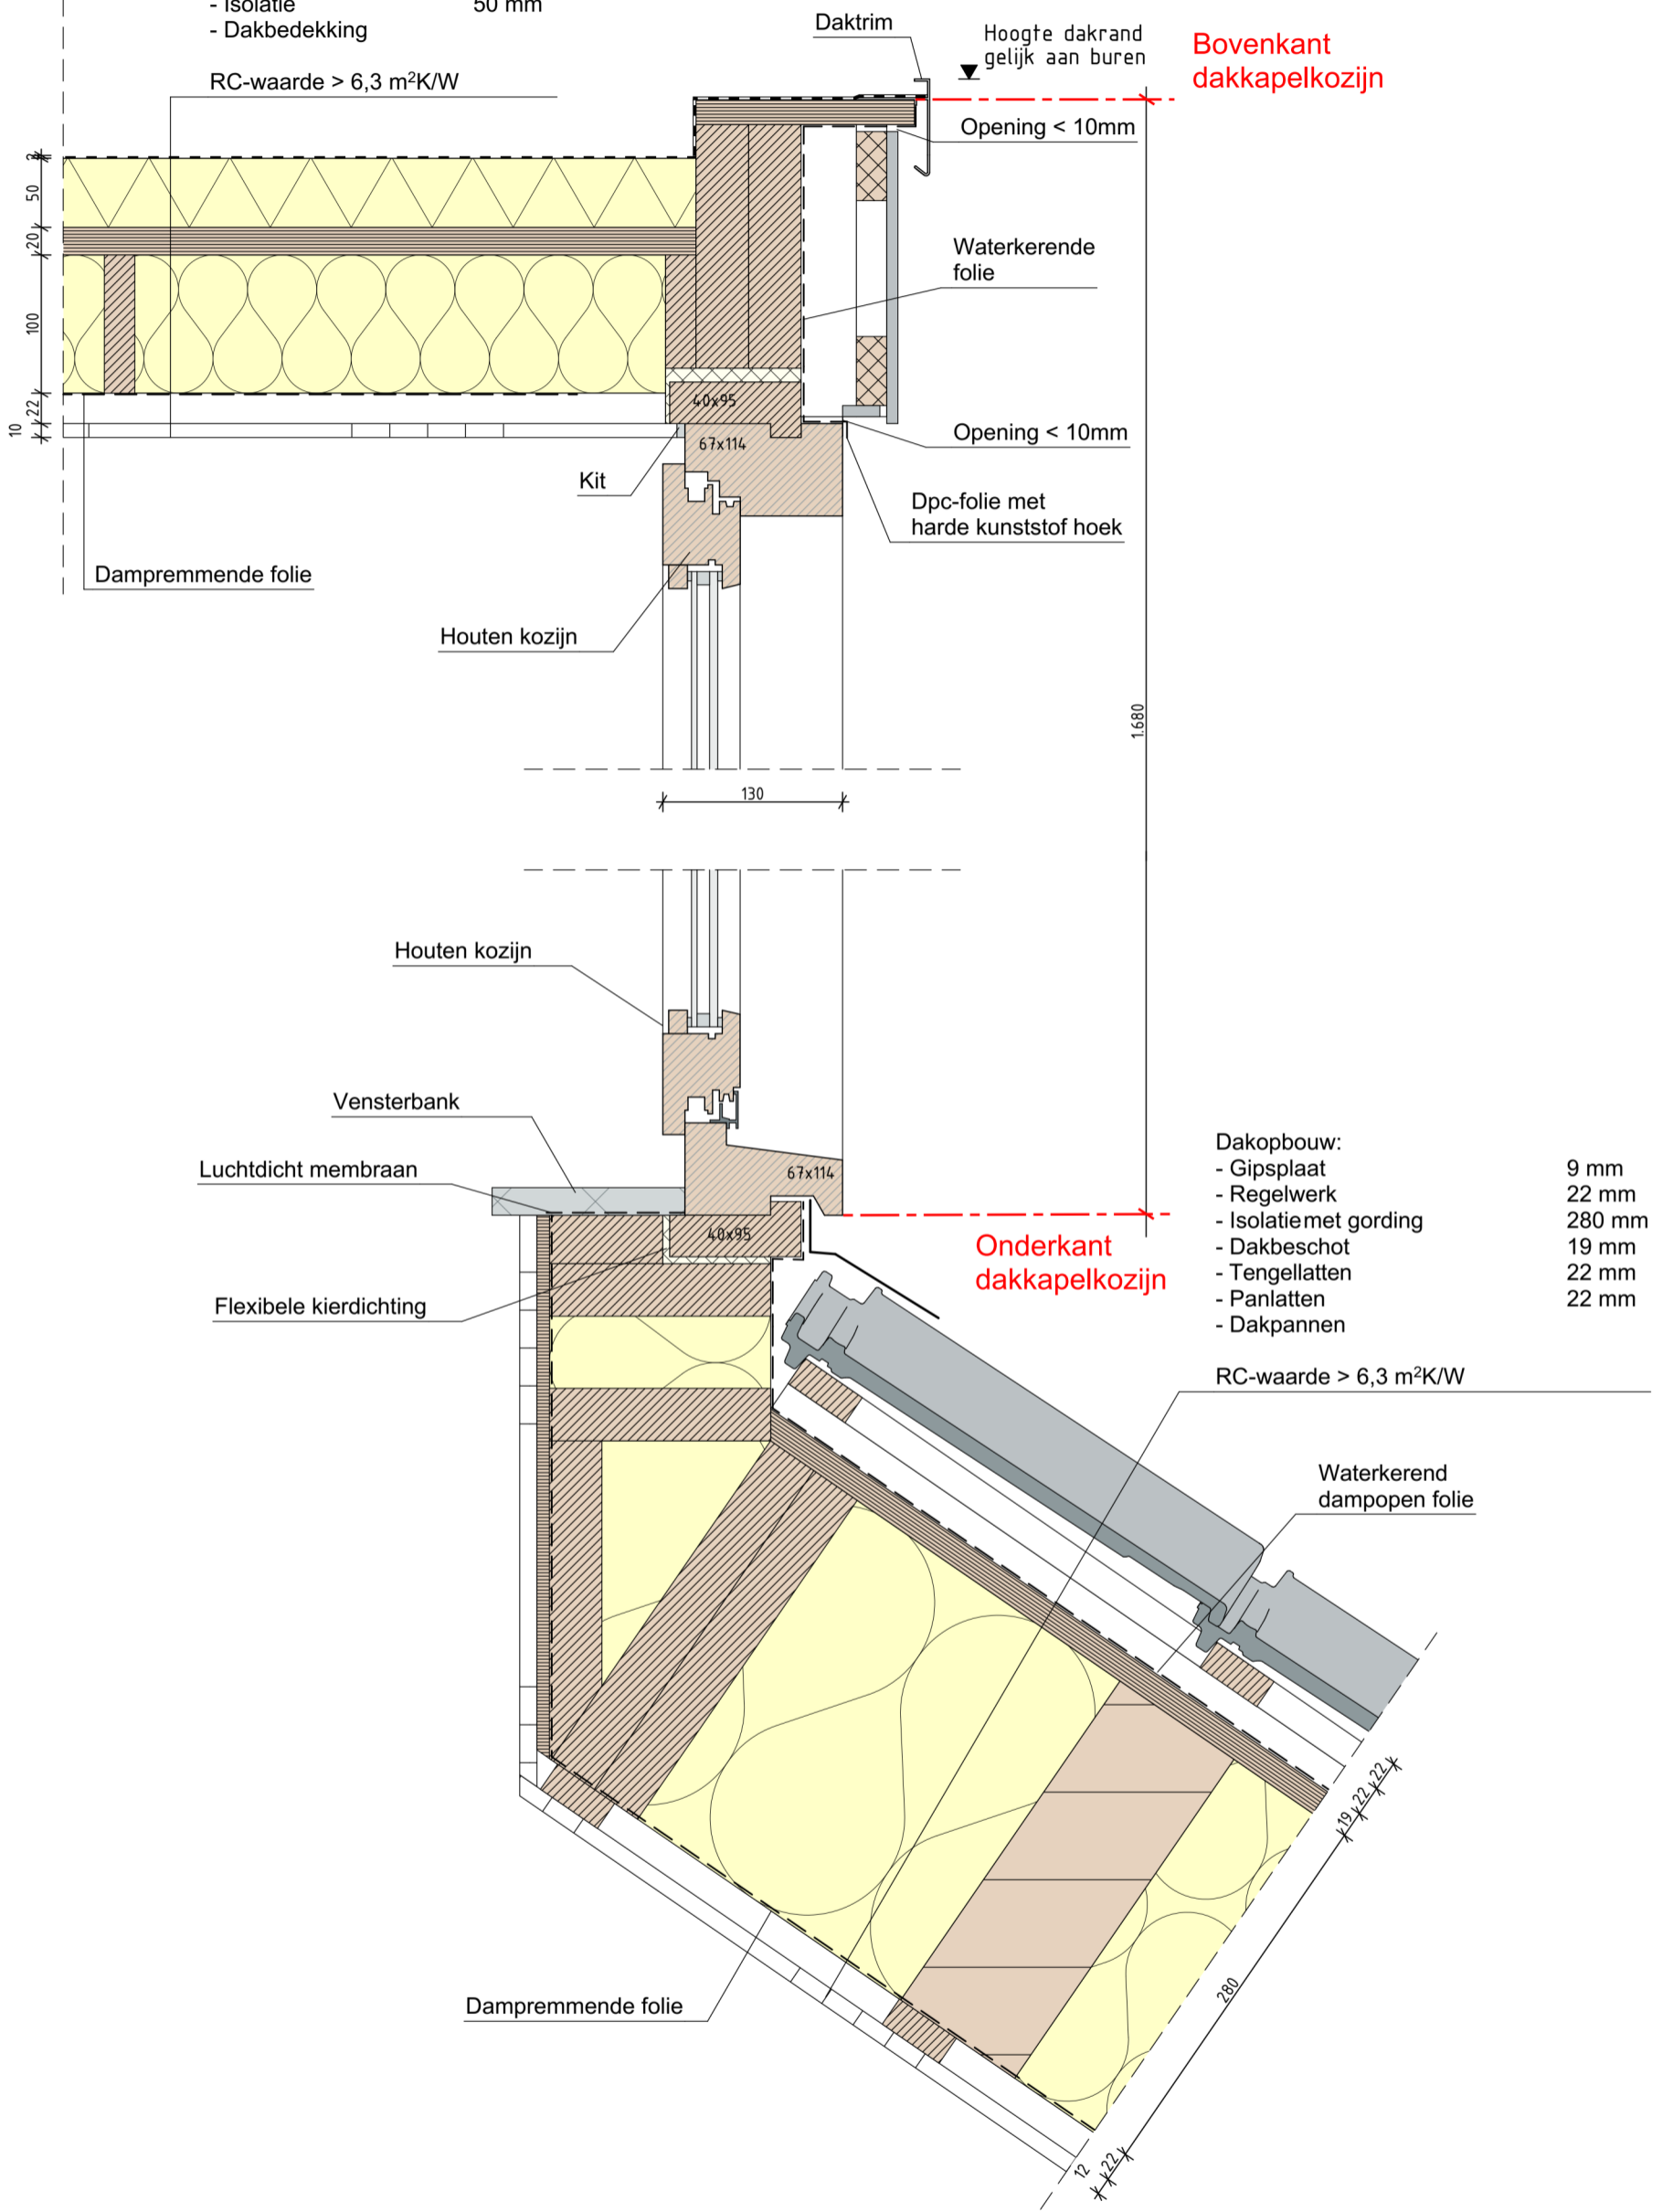 - Isolatie 50 mm
- Dakbedekking
RC-waarde > 6,3 m²K/W
Daktrim
Hoogte dakrand
gelijk aan buren
Bovenkant
dakkapelkozijn
Opening < 10mm
Waterkerende
folie
50
20
100
22
10
40x95
67x114
Opening < 10mm
Kit
Dpc-folie met
harde kunststof hoek
Dampremmende folie
Houten kozijn
1.680
130
Houten kozijn
Vensterbank
Luchtdicht membraan
67x114
40x95
Flexibele kierdichting
Onderkant
dakkapelkozijn
Dakopbouw:
- Gipsplaat 9 mm
- Regelwerk 22 mm
- Isolatiemet gording 280 mm
- Dakbeschot 19 mm
- Tengellatten 22 mm
- Panlatten 22 mm
- Dakpannen
RC-waarde > 6,3 m²K/W
Waterkerend
dampopen folie
22
22
19
280
Dampremmende folie
22
12